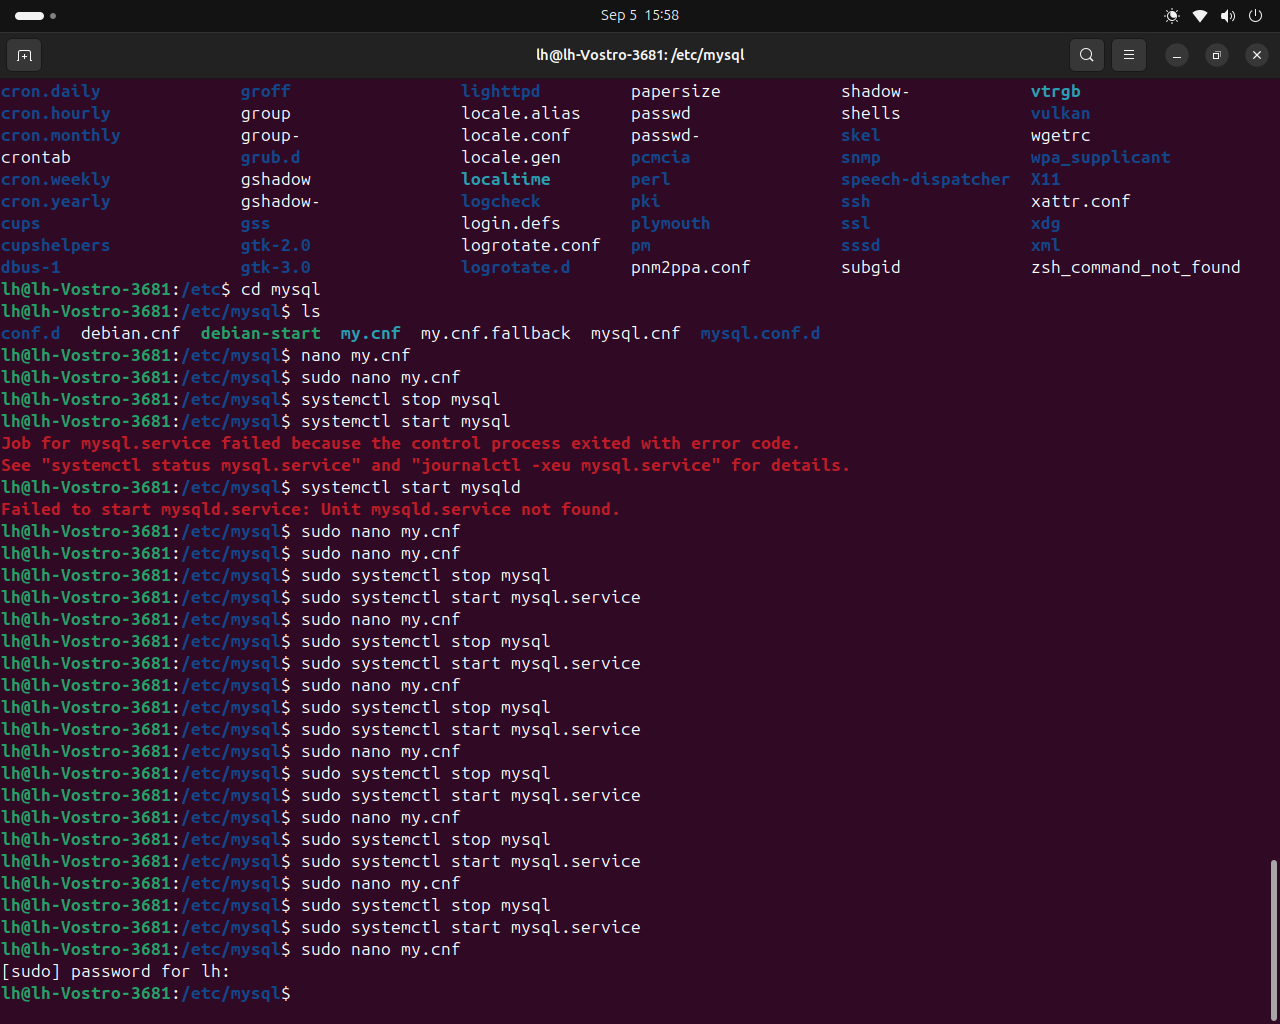 Sep 5 15:58
lh@lh-Vostro-3681: /etc/mysql
cron.daily groff lighttpd papersize shadow- vtrgb
cron.hourly group locale.alias passwd shells vulkan
cron.monthly group- locale.conf passwd- skel wgetrc
crontab grub.d locale.gen pcmcia snmp wpa_supplicant
cron.weekly gshadow localtime perl speech-dispatcher X11
cron.yearly gshadow- logcheck pki ssh xattr.conf
cups gss login.defs plymouth ssl xdg
cupshelpers gtk-2.0 logrotate.conf pm sssd xml
dbus-1 gtk-3.0 logrotate.d pnm2ppa.conf subgid zsh_command_not_found
lh@lh-Vostro-3681:/etc$ cd mysql
lh@lh-Vostro-3681:/etc/mysql$ ls
conf.d debian.cnf debian-start my.cnf my.cnf.fallback mysql.cnf mysql.conf.d
lh@lh-Vostro-3681:/etc/mysql$ nano my.cnf
lh@lh-Vostro-3681:/etc/mysql$ sudo nano my.cnf
lh@lh-Vostro-3681:/etc/mysql$ systemctl stop mysql
lh@lh-Vostro-3681:/etc/mysql$ systemctl start mysql
Job for mysql.service failed because the control process exited with error code.
See "systemctl status mysql.service" and "journalctl -xeu mysql.service" for details.
lh@lh-Vostro-3681:/etc/mysql$ systemctl start mysqld
Failed to start mysqld.service: Unit mysqld.service not found.
lh@lh-Vostro-3681:/etc/mysql$ sudo nano my.cnf
lh@lh-Vostro-3681:/etc/mysql$ sudo nano my.cnf
lh@lh-Vostro-3681:/etc/mysql$ sudo systemctl stop mysql
lh@lh-Vostro-3681:/etc/mysql$ sudo systemctl start mysql.service
lh@lh-Vostro-3681:/etc/mysql$ sudo nano my.cnf
lh@lh-Vostro-3681:/etc/mysql$ sudo systemctl stop mysql
lh@lh-Vostro-3681:/etc/mysql$ sudo systemctl start mysql.service
lh@lh-Vostro-3681:/etc/mysql$ sudo nano my.cnf
lh@lh-Vostro-3681:/etc/mysql$ sudo systemctl stop mysql
lh@lh-Vostro-3681:/etc/mysql$ sudo systemctl start mysql.service
lh@lh-Vostro-3681:/etc/mysql$ sudo nano my.cnf
lh@lh-Vostro-3681:/etc/mysql$ sudo systemctl stop mysql
lh@lh-Vostro-3681:/etc/mysql$ sudo systemctl start mysql.service
lh@lh-Vostro-3681:/etc/mysql$ sudo nano my.cnf
lh@lh-Vostro-3681:/etc/mysql$ sudo systemctl stop mysql
lh@lh-Vostro-3681:/etc/mysql$ sudo systemctl start mysql.service
lh@lh-Vostro-3681:/etc/mysql$ sudo nano my.cnf
lh@lh-Vostro-3681:/etc/mysql$ sudo systemctl stop mysql
lh@lh-Vostro-3681:/etc/mysql$ sudo systemctl start mysql.service
lh@lh-Vostro-3681:/etc/mysql$ sudo nano my.cnf
[sudo] password for lh:
lh@lh-Vostro-3681:/etc/mysql$